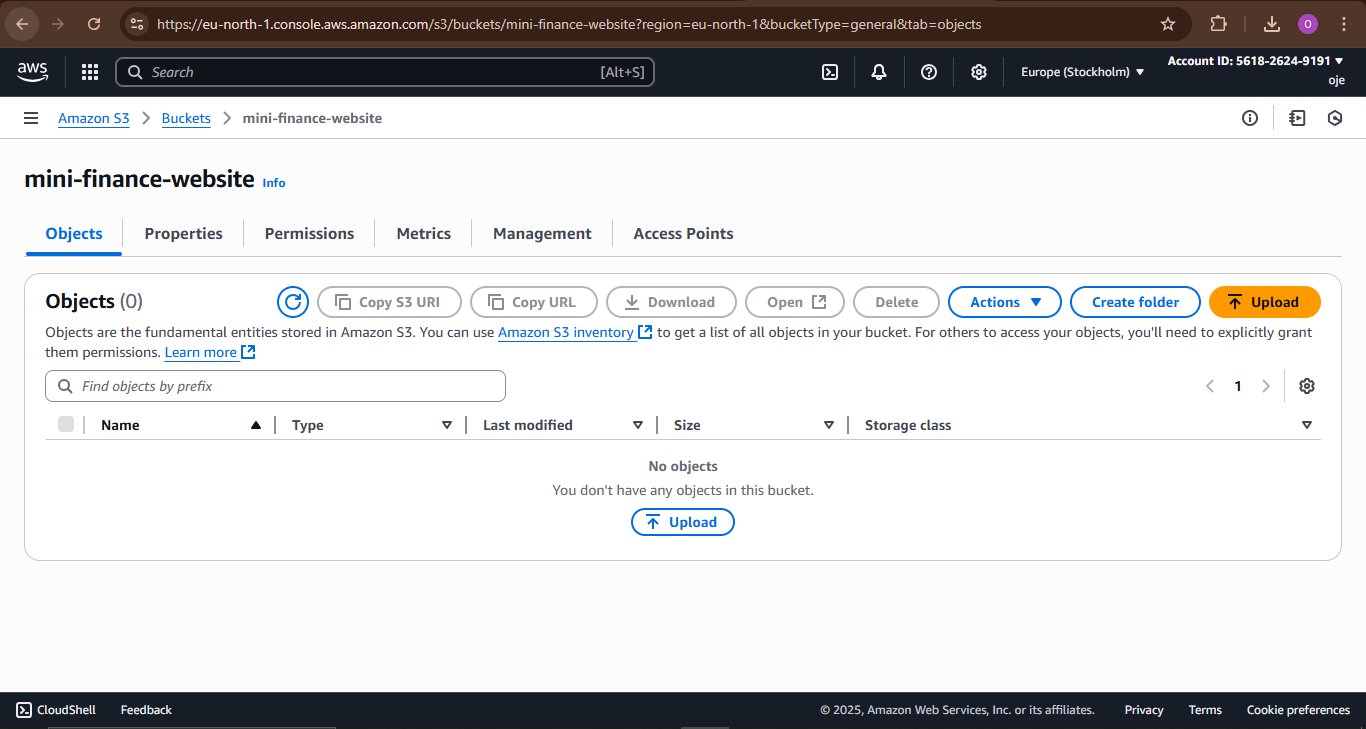 https://eu-north-1.console.aws.amazon.com/s3/buckets/mini-finance-website?region=eu-north-1&bucketType=general&tab=objects
O
aws
Search
[Alt+S]
Europe (Stockholm)
Account ID: 5618-2624-9191
oje
Amazon S3
Buckets
mini-finance-website
mini-finance-website Info
Objects
Properties
Permissions
Metrics
Management
Access Points
Objects (0)
Copy S3 URI
Copy URL
Download
Open
Delete
Actions
Create folder
Upload
Objects are the fundamental entities stored in Amazon S3. You can use Amazon S3 inventory to get a list of all objects in your bucket. For others to access your objects, you'll need to explicitly grant
them permissions. Learn more
Find objects by prefix
1
Name
Type
Last modified
Size
Storage class
No objects
You don't have any objects in this bucket.
Upload
CloudShell
Feedback
© 2025, Amazon Web Services, Inc. or its affiliates.
Privacy
Terms
Cookie preferences